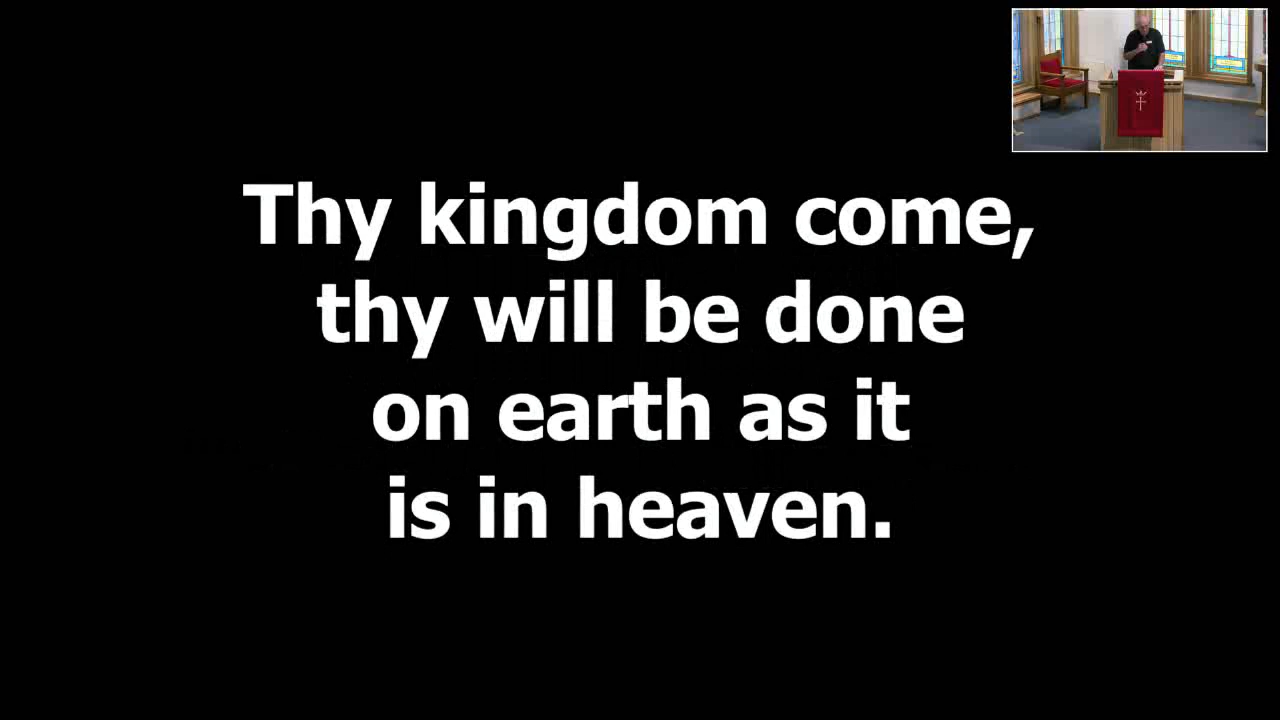 Thy kingdom come,
thy will be done
on earth as it
is in heaven.